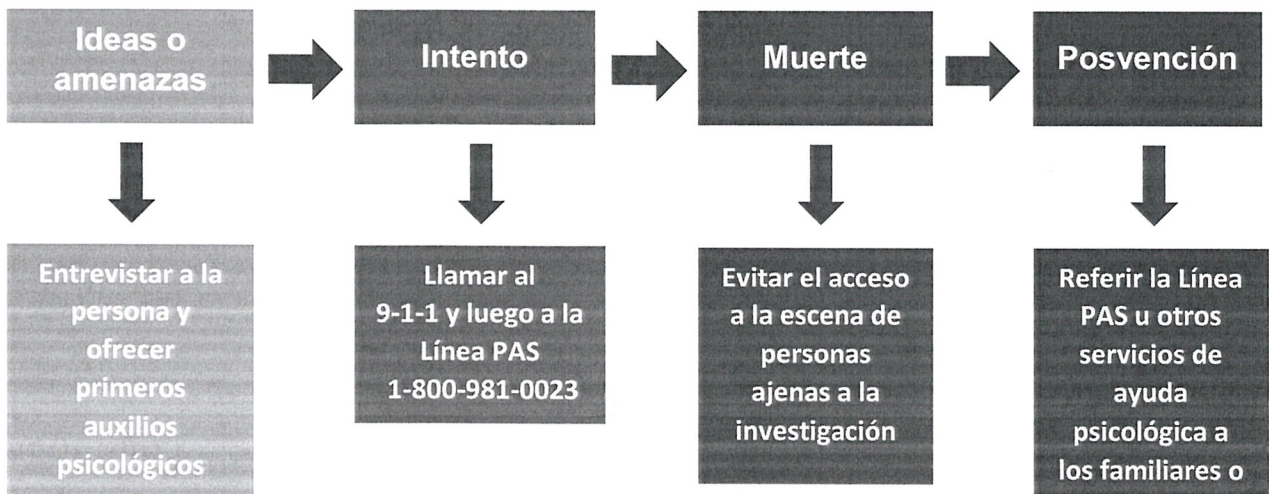 Ideas o
amenazas
Intento
Muerte
Posvención
Entrevistar a la
persona y
ofrecer
primeros
auxilios
psicológicos
Llamar al
9-1-1 y luego a la
Línea PAS
1-800-981-0023
Evitar el acceso
a la escena de
personas
ajenas a la
investigación
Referir la Línea
PAS u otros
servicios de
ayuda
psicológica a
los familiares o